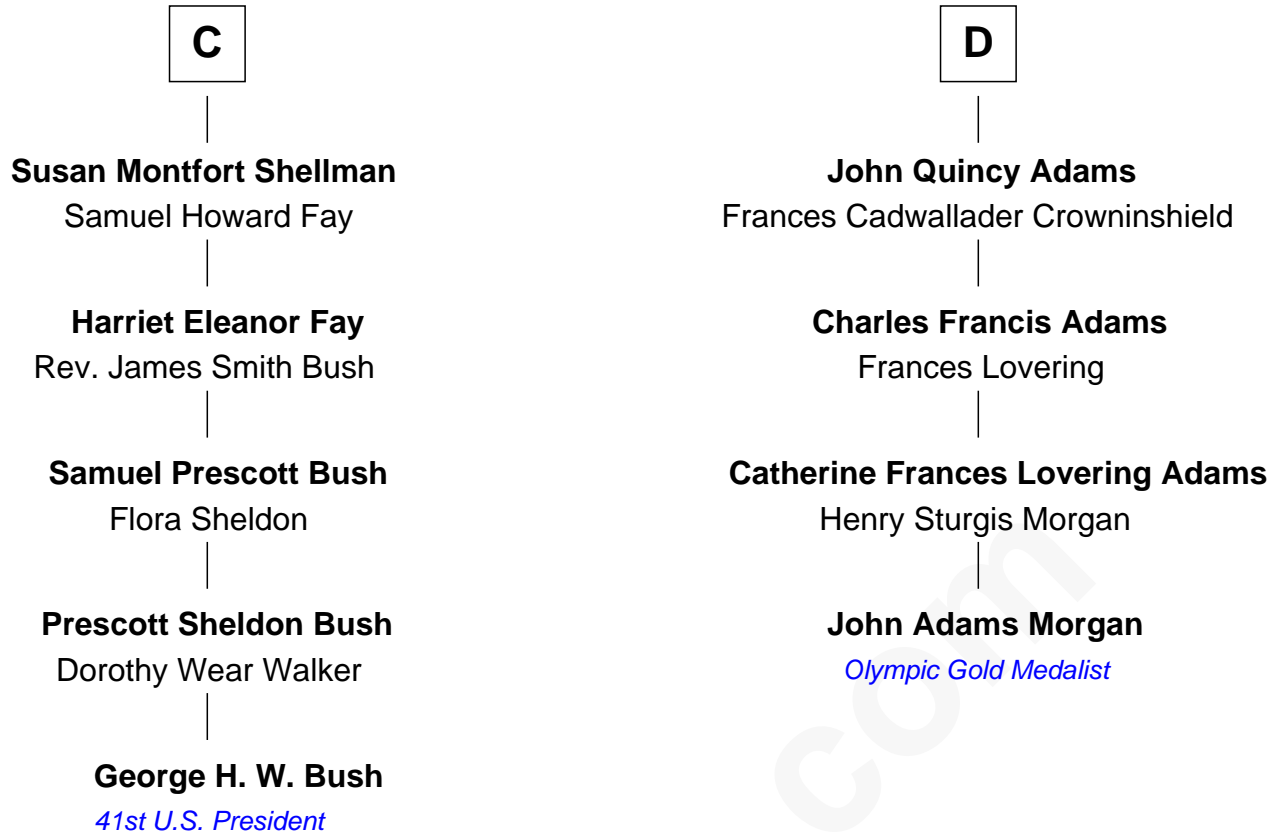 C
Susan Montfort Shellman
Samuel Howard Fay
Harriet Eleanor Fay
Rev. James Smith Bush
Samuel Prescott Bush
Flora Sheldon
Prescott Sheldon Bush
Dorothy Wear Walker
George H. W. Bush
41st U.S. President
D
John Quincy Adams
Frances Cadwallader Crowninshield
Charles Francis Adams
Frances Lovering
Catherine Frances Lovering Adams
Henry Sturgis Morgan
John Adams Morgan
Olympic Gold Medalist
com